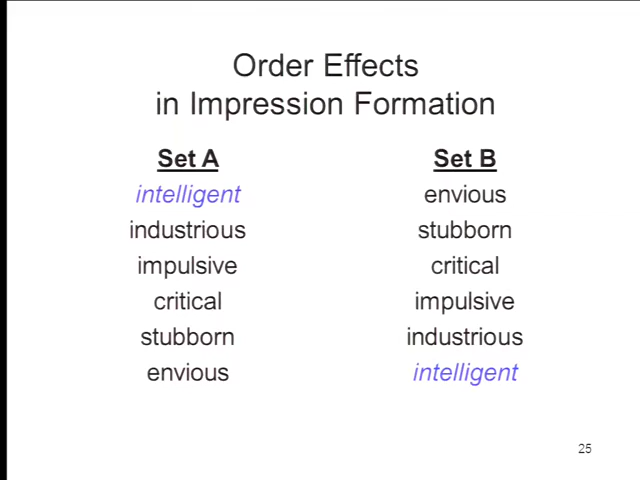 Order Effects
in Impression Formation
Set A
intelligent
industrious
impulsive
critical
stubborn
envious
Set B
envious
stubborn
critical
impulsive
industrious
intelligent
25